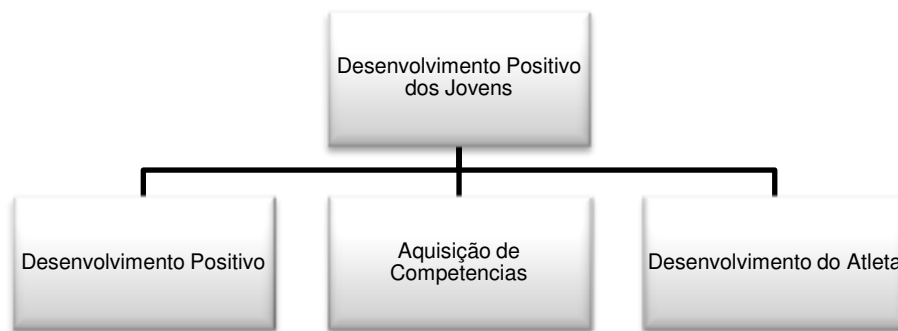 Desenvolvimento Positivo
dos Jovens
Desenvolvimento Positivo
Aquisição de
Competencias
Desenvolvimento do Atleta